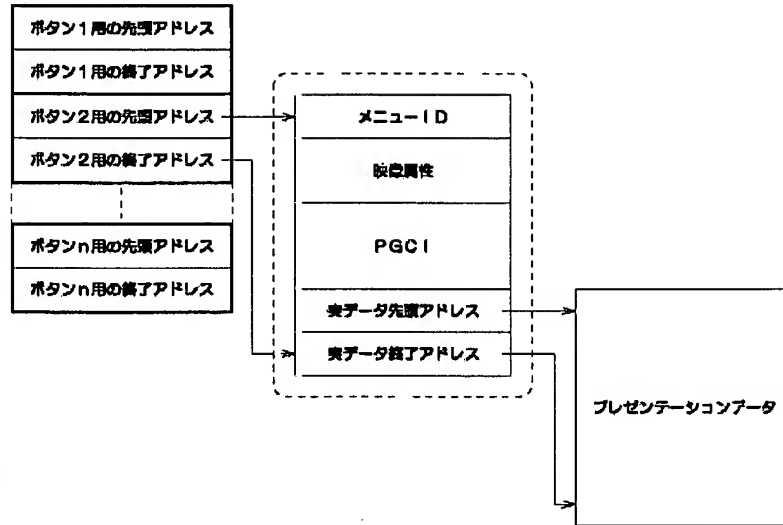 ボタン1用の先頭アドレス
ボタン1用の終了アドレス
ボタン2用の先頭アドレス
ボタン2用の終了アドレス
ボタンn用の先頭アドレス
ボタンn用の終了アドレス
メニューID
映像属性
PGCI
実データ先頭アドレス
実データ終了アドレス
プレゼンテーションデータ